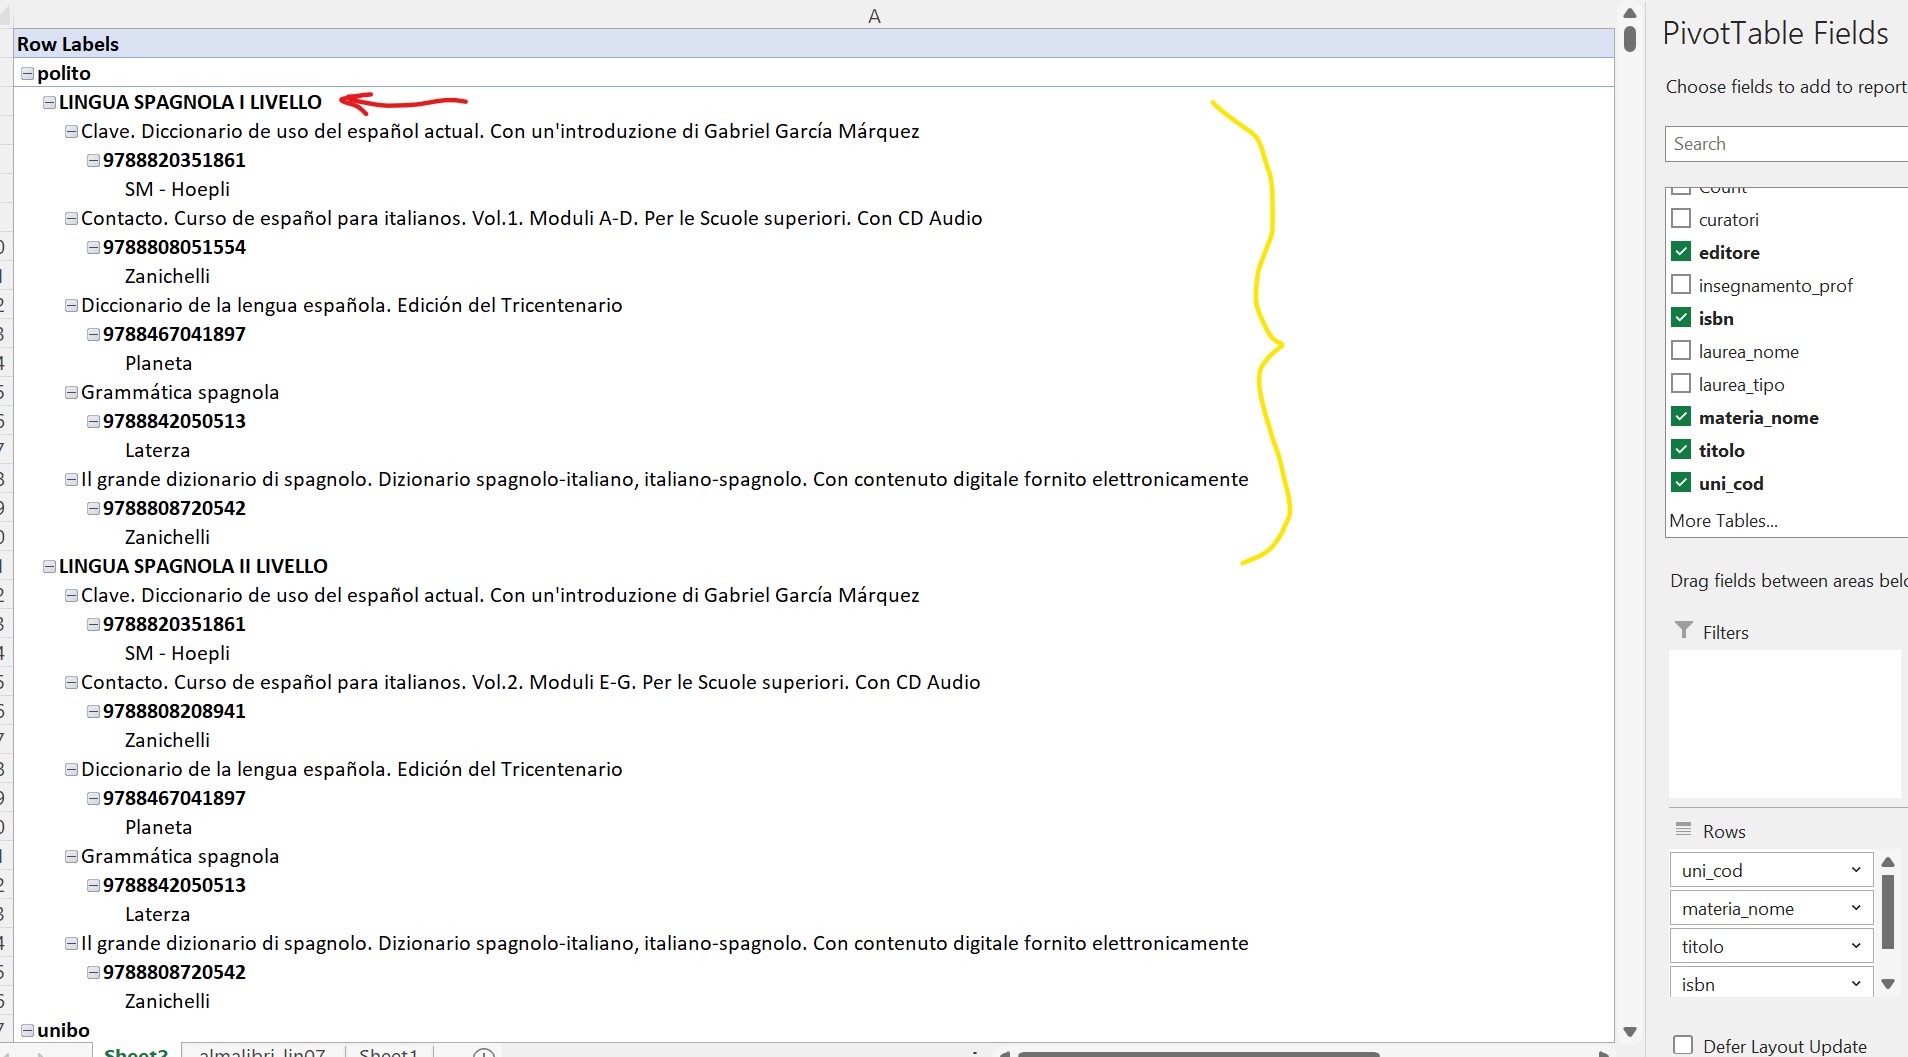 A
Row Labels
polito
LINGUA SPAGNOLA I LIVELLO
Clave. Diccionario de uso del español actual. Con un'introduzione di Gabriel García Márquez
9788820351861
SM - Hoepli
Contacto. Curso de español para italianos. Vol.1. Moduli A-D. Per le Scuole superiori. Con CD Audio
9788808051554
Zanichelli
Diccionario de la lengua española. Edición del Tricentenario
9788467041897
Planeta
Grammática spagnola
9788842050513
Laterza
Il grande dizionario di spagnolo. Dizionario spagnolo-italiano, italiano-spagnolo. Con contenuto digitale fornito elettronicamente
9788808720542
Zanichelli
LINGUA SPAGNOLA II LIVELLO
Clave. Diccionario de uso del español actual. Con un'introduzione di Gabriel García Márquez
9788820351861
SM - Hoepli
Contacto. Curso de español para italianos. Vol.2. Moduli E-G. Per le Scuole superiori. Con CD Audio
9788808208941
Zanichelli
Diccionario de la lengua española. Edición del Tricentenario
9788467041897
Planeta
Grammática spagnola
9788842050513
Laterza
Il grande dizionario di spagnolo. Dizionario spagnolo-italiano, italiano-spagnolo. Con contenuto digitale fornito elettronicamente
9788808720542
Zanichelli
unibo
Sheet2
almalibri_lin07
Sheet1
PivotTable Fields
Choose fields to add to report
Search
Count
curatori
editore
insegnamento_prof
isbn
laurea_nome
laurea_tipo
materia_nome
titolo
uni_cod
More Tables...
Drag fields between areas belo
Filters
Rows
uni_cod
materia_nome
titolo
isbn
Defer Layout Update